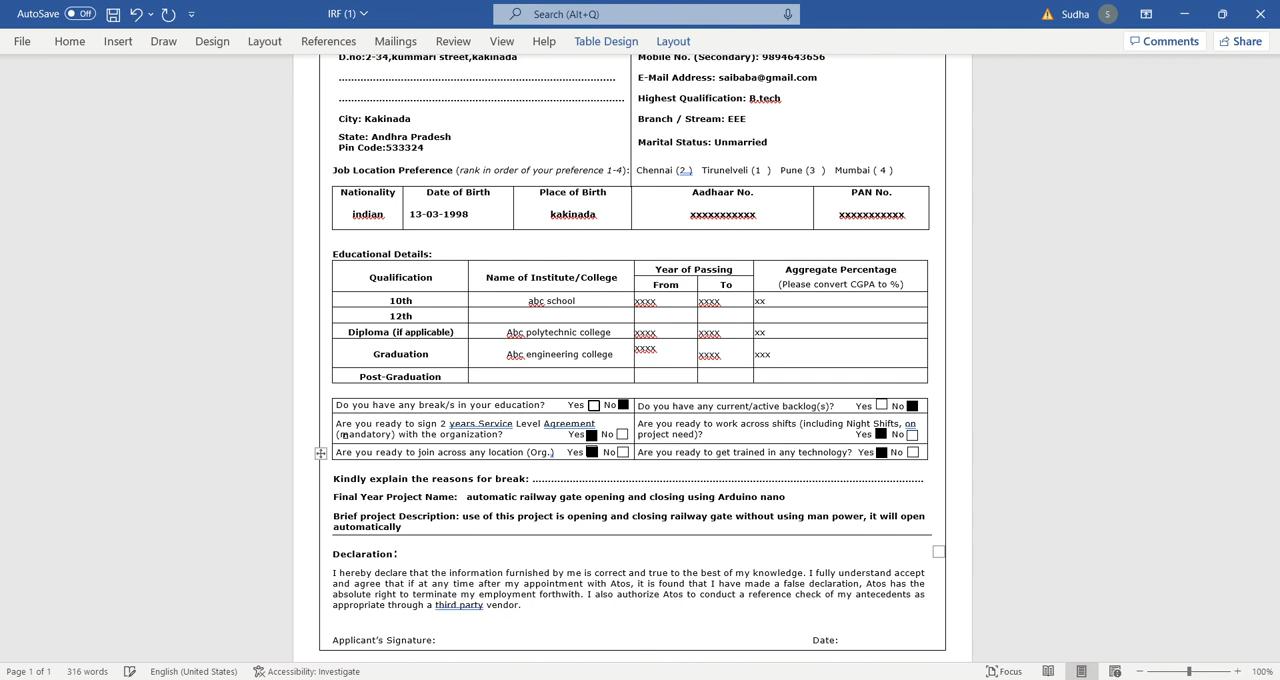 AutoSave Off IRF (1) Search (Alt+Q) Sudha S
File Home Insert Draw Design Layout References Mailings Review View Help Table Design Layout Comments Share
D.no:2-34,kummari street,kakinada Mobile No. (Secondary): 9894643656
........................................................................ E-Mail Address: saibaba@gmail.com
.......................................................................... Highest Qualification: B.tech
City: Kakinada Branch / Stream: EEE
State: Andhra Pradesh
Pin Code:533324 Marital Status: Unmarried
Job Location Preference (rank in order of your preference 1-4): Chennai (2 ) Tirunelveli (1 ) Pune (3 ) Mumbai ( 4 )
Nationality Date of Birth Place of Birth Aadhaar No. PAN No.
indian 13-03-1998 kakinada xxxxxxxxxxx xxxxxxxxxxx
Educational Details:
Qualification Name of Institute/College Year of Passing Aggregate Percentage
From To (Please convert CGPA to %)
10th abc school xxxx xxxx xx
12th
Diploma (if applicable) Abc polytechnic college xxxx xxxx xx
Graduation Abc engineering college xxxx xxxx xxx
Post-Graduation
Do you have any break/s in your education? Yes No Do you have any current/active backlog(s)? Yes No
Are you ready to sign 2 years Service Level Agreement Are you ready to work across shifts (including Night Shifts, on
(mandatory) with the organization? Yes No project need)? Yes No
Are you ready to join across any location (Org.) Yes No Are you ready to get trained in any technology? Yes No
Kindly explain the reasons for break: ....................................................................................................
Final Year Project Name: automatic railway gate opening and closing using Arduino nano
Brief project Description: use of this project is opening and closing railway gate without using man power, it will open
automatically
Declaration:
I hereby declare that the information furnished by me is correct and true to the best of my knowledge. I fully understand accept
and agree that if at any time after my appointment with Atos, it is found that I have made a false declaration, Atos has the
absolute right to terminate my employment forthwith. I also authorize Atos to conduct a reference check of my antecedents as
appropriate through a third party vendor.
Applicant's Signature: Date:
Page 1 of 1 316 words English (United States) Accessibility: Investigate Focus 100%